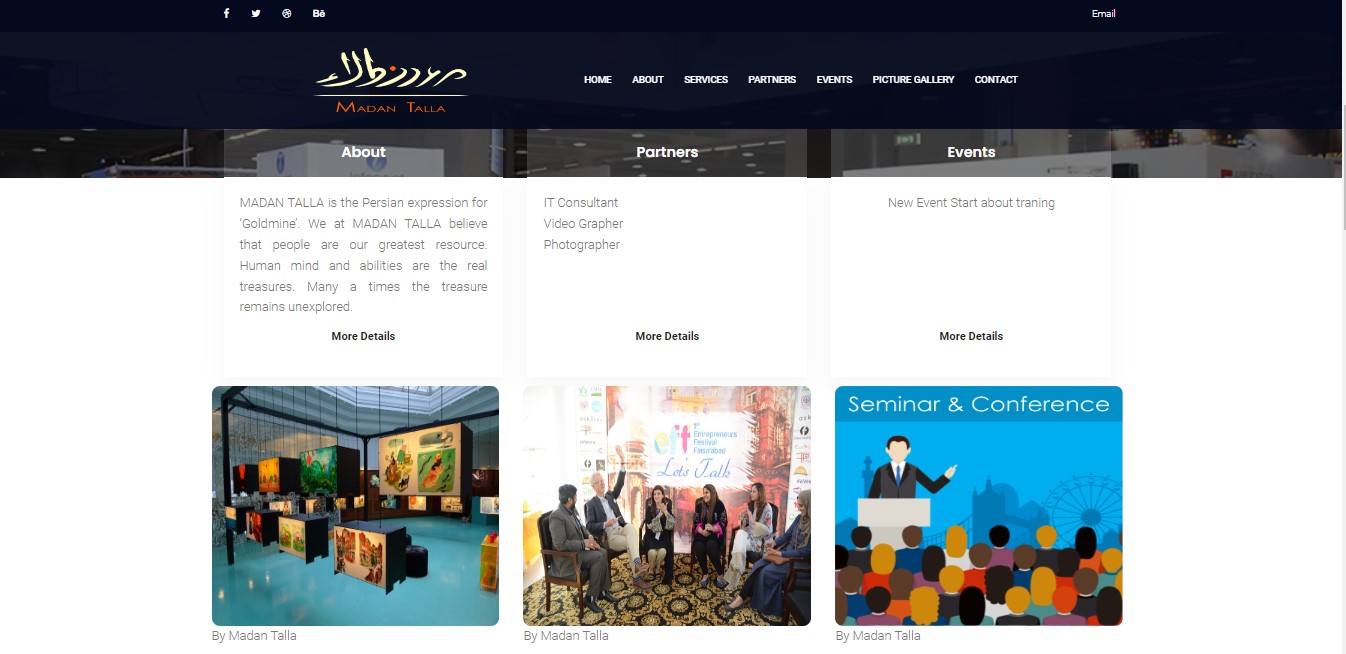 Bē
Email
معدن طلاء
MADAN TALLA
HOME ABOUT SERVICES PARTNERS EVENTS PICTURE GALLERY CONTACT
About
MADAN TALLA is the Persian expression for
‘Goldmine’. We at MADAN TALLA believe
that people are our greatest resource.
Human mind and abilities are the real
treasures. Many a times the treasure
remains unexplored.
More Details
Partners
IT Consultant
Video Grapher
Photographer
More Details
Events
New Event Start about traning
More Details
By Madan Talla
eff
1st
Entrepreneurs
Festival
Faisalabad
Let's Talk
By Madan Talla
Seminar & Conference
By Madan Talla